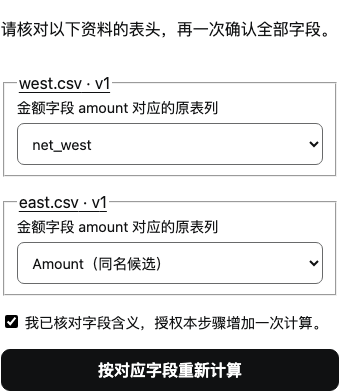 请核对以下资料的表头，再一次确认全部字段。
west.csv · v1
金额字段 amount 对应的原表列
net_west
east.csv · v1
金额字段 amount 对应的原表列
Amount（同名候选）
我已核对字段含义，授权本步骤增加一次计算。
按对应字段重新计算